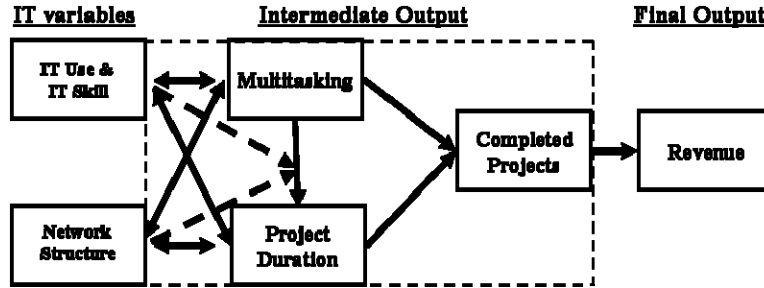 IT variables
Intermediate Output
Final Output
IT Use &
IT Skill
Multitasking
Completed
Projects
Revenue
Network
Structure
Project
Duration